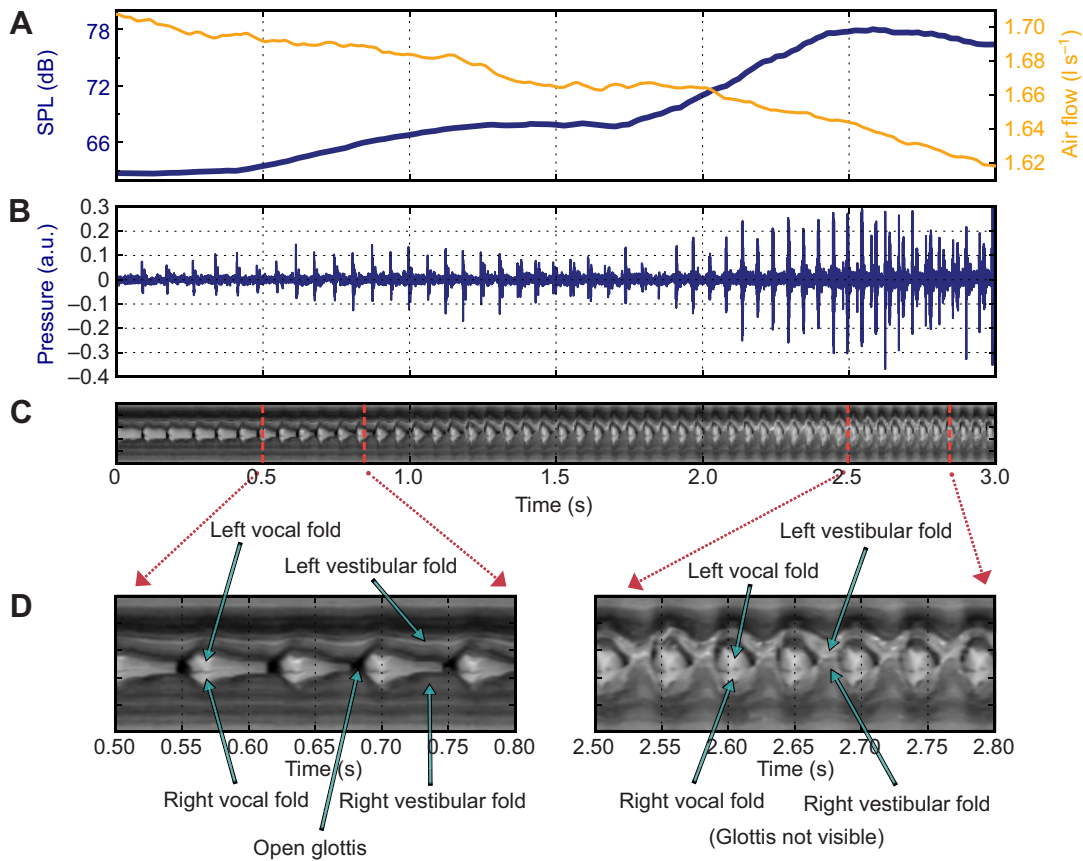 A
78
72
66
SPL (dB)
1.70
1.68
1.66
1.64
1.62
Air flow (l s–1)
B
0.3
0.2
0.1
0
–0.1
–0.2
–0.3
–0.4
Pressure (a.u.)
C
0 0.5 1.0 1.5 2.0 2.5 3.0
Time (s)
Left vocal fold
Left vestibular fold
Left vestibular fold
Left vocal fold
D
0.50 0.55 0.60 0.65 0.70 0.75 0.80
Time (s)
Right vocal fold
Right vestibular fold
Open glottis
2.50 2.55 2.60 2.65 2.70 2.75 2.80
Time (s)
Right vocal fold
Right vestibular fold
(Glottis not visible)